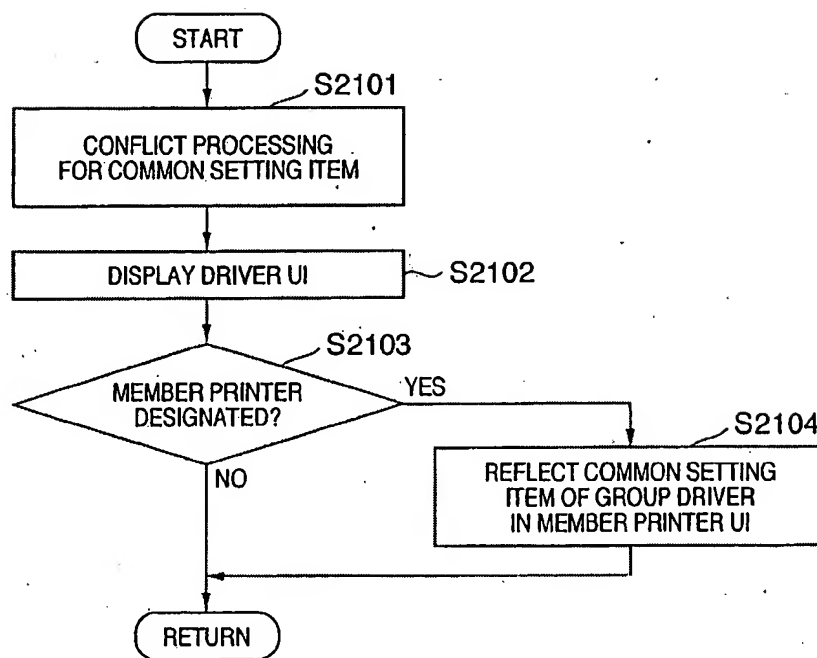 START
S2101
CONFLICT PROCESSING
FOR COMMON SETTING ITEM
DISPLAY DRIVER UI
S2102
S2103
MEMBER PRINTER
DESIGNATED?
YES
NO
S2104
REFLECT COMMON SETTING
ITEM OF GROUP DRIVER
IN MEMBER PRINTER UI
RETURN